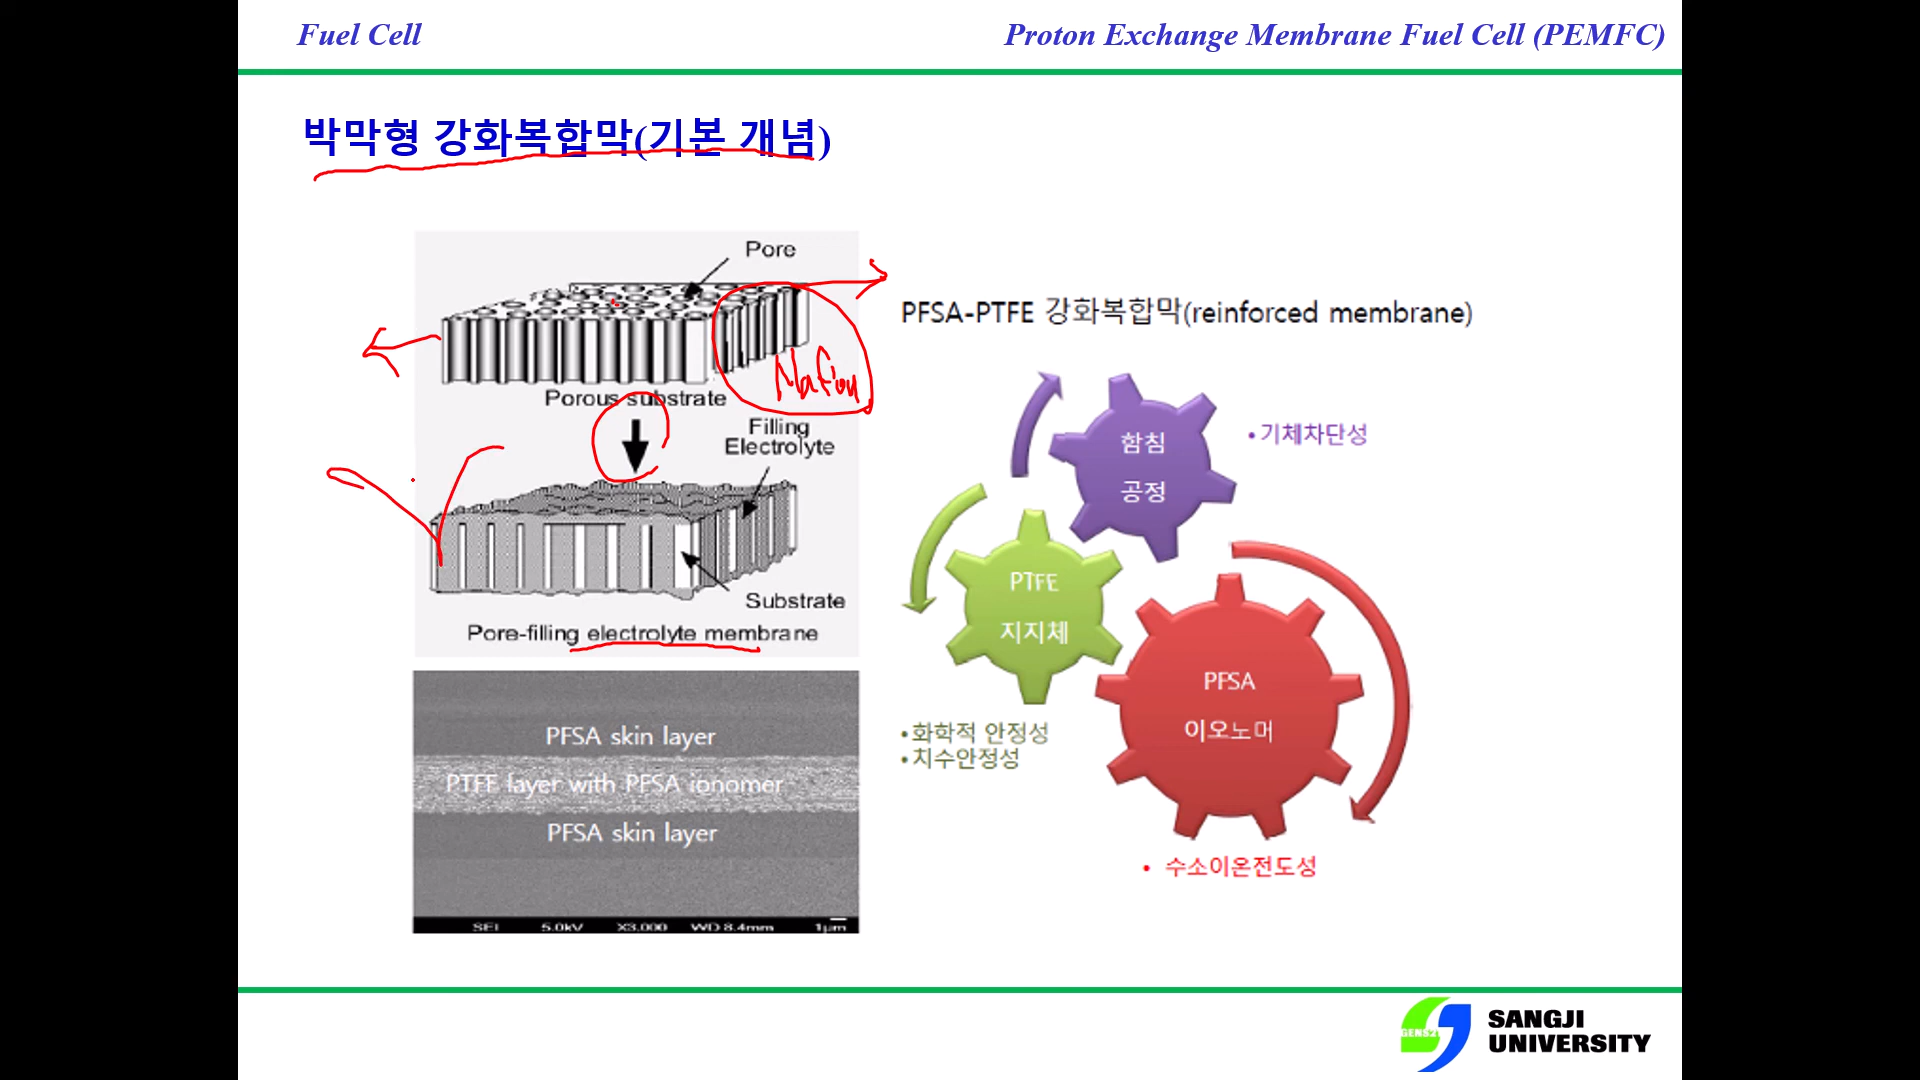 Fuel Cell
Proton Exchange Membrane Fuel Cell (PEMFC)
박막형 강화복합막(기본 개념)
Pore
Nafion
Porous substrate
Filling
Electrolyte
Substrate
Pore-filling electrolyte membrane
PFSA skin layer
PTFE layer with PFSA ionomer
PFSA skin layer
SEI 5.0kV X3,000 WD 8.4mm 1μm
PFSA-PTFE 강화복합막(reinforced membrane)
함침
공정
•기체차단성
PTFE
지지체
•화학적 안정성
•치수안정성
PFSA
이오노머
• 수소이온전도성
SANGJI
UNIVERSITY